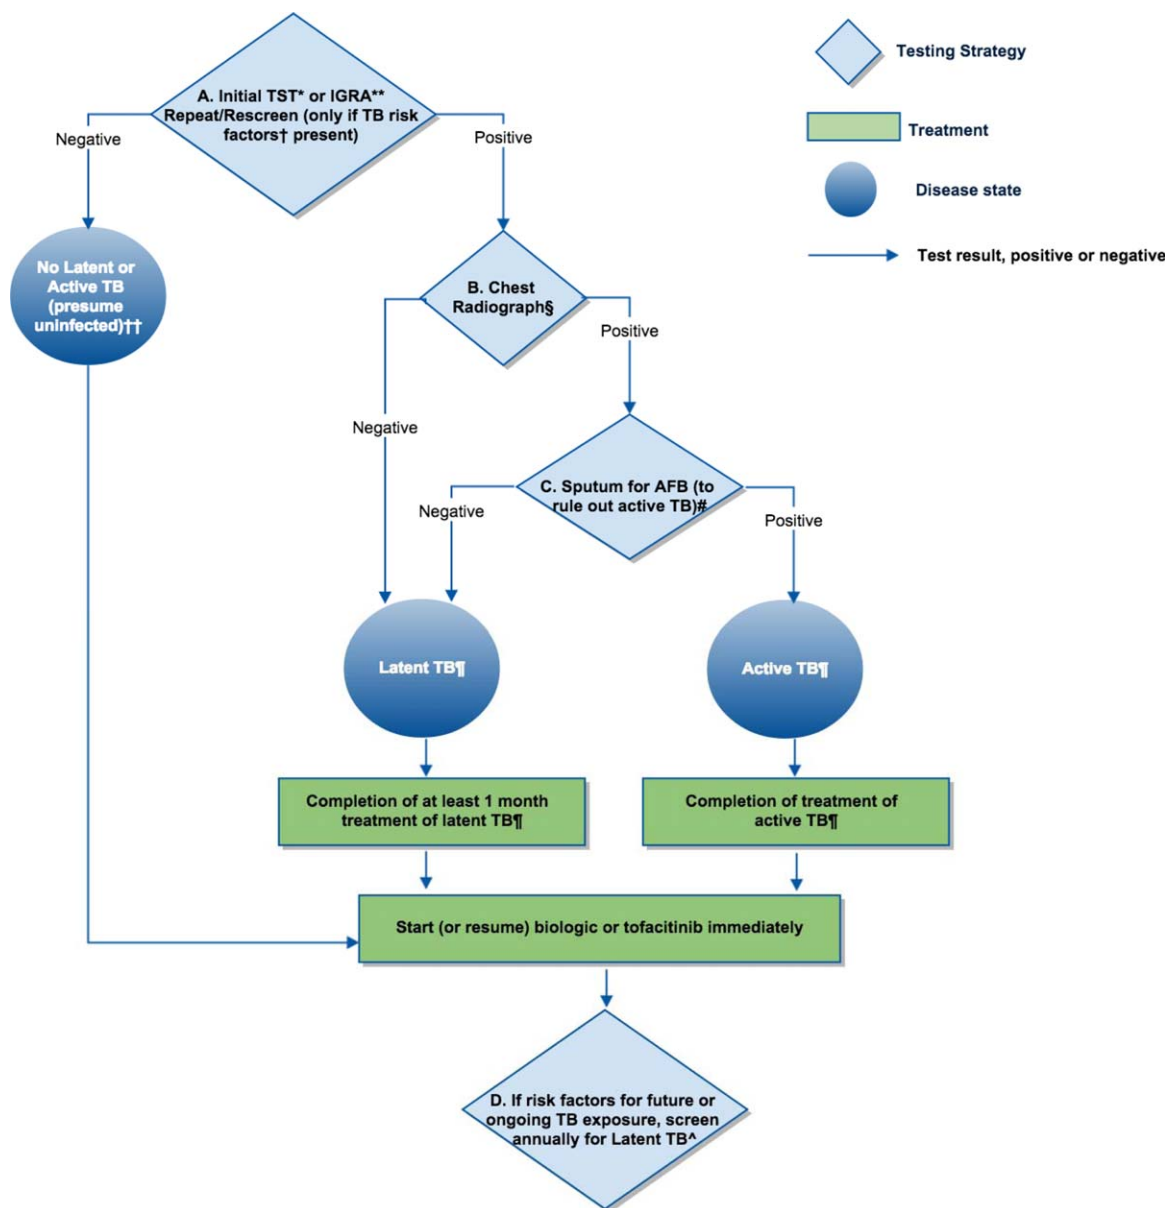 A. Initial TST* or IGRA**
Repeat/Rescreen (only if TB risk
factors† present)
Negative
Positive
Testing Strategy
Treatment
Disease state
Test result, positive or negative
No Latent or
Active TB
(presume
uninfected)††
B. Chest
Radiograph§
Negative
Positive
C. Sputum for AFB (to
rule out active TB)#
Negative
Positive
Latent TB¶
Active TB¶
Completion of at least 1 month
treatment of latent TB¶
Completion of treatment of
active TB¶
Start (or resume) biologic or tofacitinib immediately
D. If risk factors for future or
ongoing TB exposure, screen
annually for Latent TB^